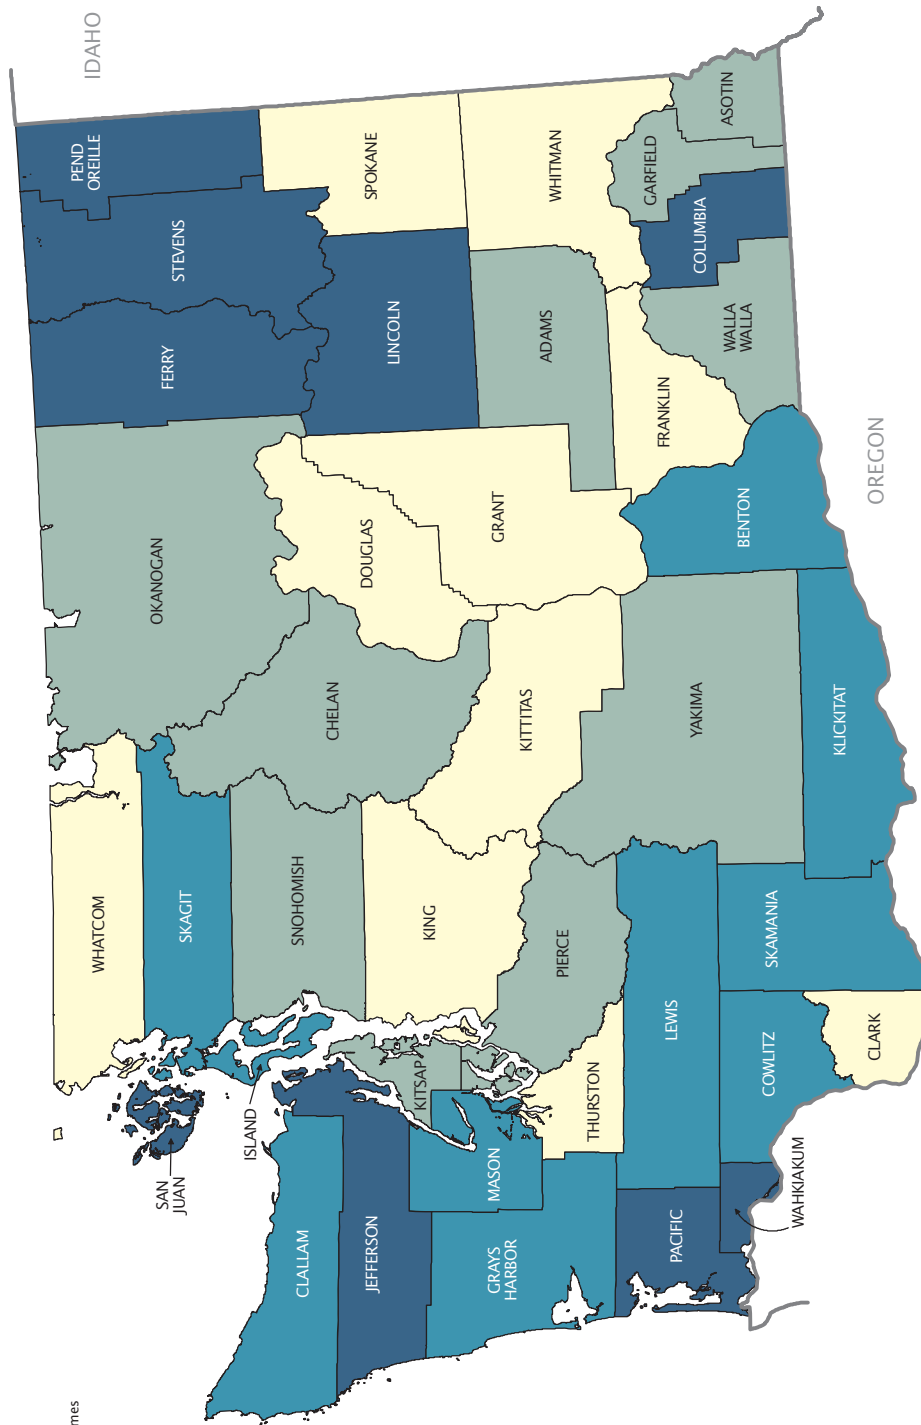 IDAHO
PEND
OREILLE
STEVENS
FERRY
OKANOGAN
WHATCOM
SKAGIT
SAN
JUAN
ISLAND
SNOHOMISH
CHELAN
DOUGLAS
LINCOLN
SPOKANE
CLALLAM
JEFFERSON
KITSAP
KING
KITTITAS
GRANT
ADAMS
WHITMAN
GRAYS
HARBOR
MASON
THURSTON
PIERCE
YAKIMA
BENTON
FRANKLIN
WALLA
WALLA
COLUMBIA
GARFIELD
ASOTIN
PACIFIC
LEWIS
WAHKIAKUM
COWLITZ
SKAMANIA
CLARK
KLICKITAT
OREGON
mes